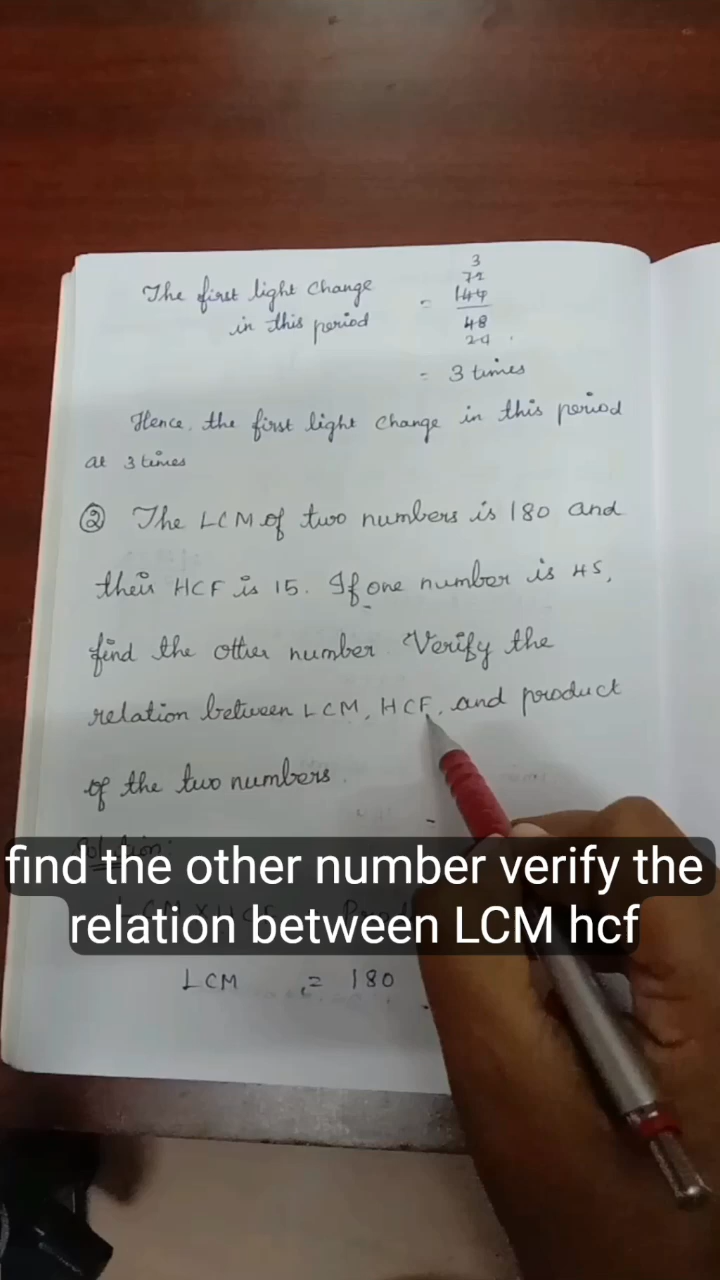 The first light change
in this period
=
3
72
144
48
24
= 3 times
Hence, the first light change in this period
at 3 times
② The LCM of two numbers is 180 and
their HCF is 15. If one number is 45,
find the other number. Verify the
relation between LCM, HCF, and product
of the two numbers.
Solution:
find the other number verify the
relation between LCM hcf
LCM = 180